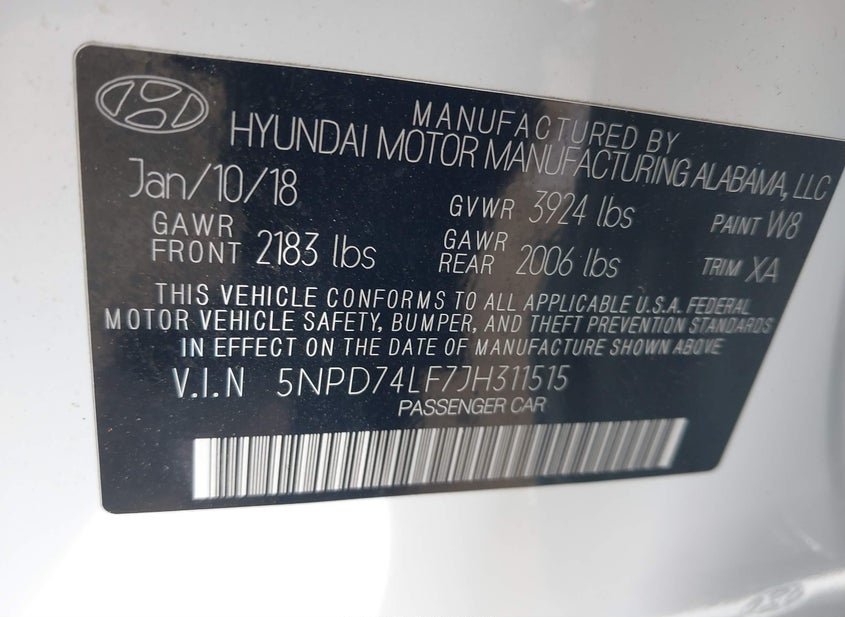 MANUFACTURED BY
HYUNDAI MOTOR MANUFACTURING ALABAMA, LLC
Jan/10/18
GVWR 3924 lbs
PAINT W8
GAWR FRONT 2183 lbs
GAWR REAR 2006 lbs
TRIM XA
THIS VEHICLE CONFORMS TO ALL APPLICABLE U.S.A. FEDERAL
MOTOR VEHICLE SAFETY, BUMPER, AND THEFT PREVENTION STANDARDS
IN EFFECT ON THE DATE OF MANUFACTURE SHOWN ABOVE
V.I.N 5NPD74LF7JH311515
PASSENGER CAR